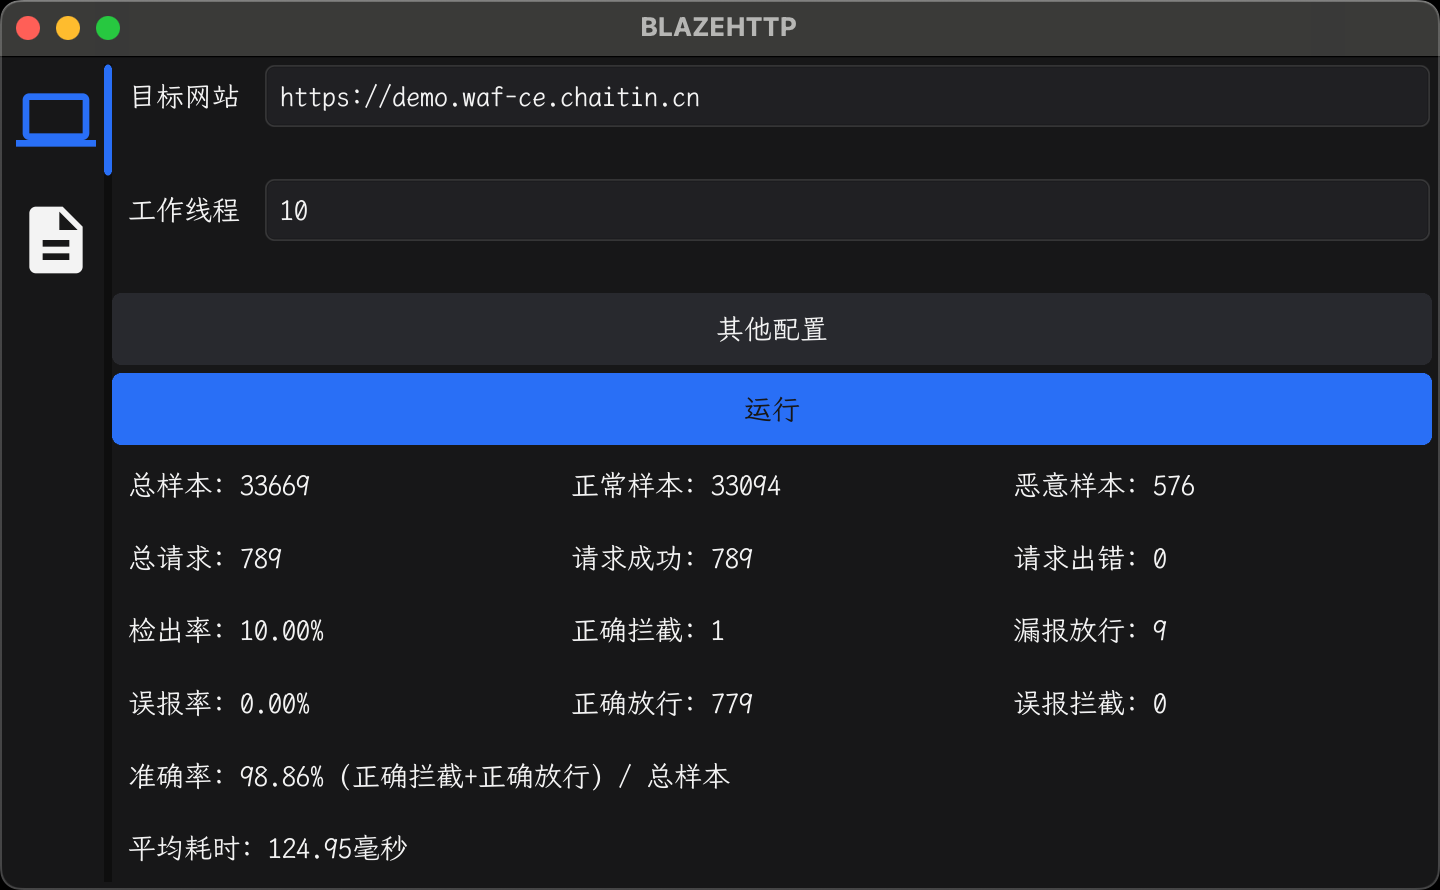 BLAZEHTTP
目标网站 https://demo.waf-ce.chaitin.cn
工作线程 10
其他配置
运行
总样本: 33669 正常样本: 33094 恶意样本: 576
总请求: 789 请求成功: 789 请求出错: 0
检出率: 10.00% 正确拦截: 1 漏报放行: 9
误报率: 0.00% 正确放行: 779 误报拦截: 0
准确率: 98.86% (正确拦截+正确放行) / 总样本
平均耗时: 124.95毫秒